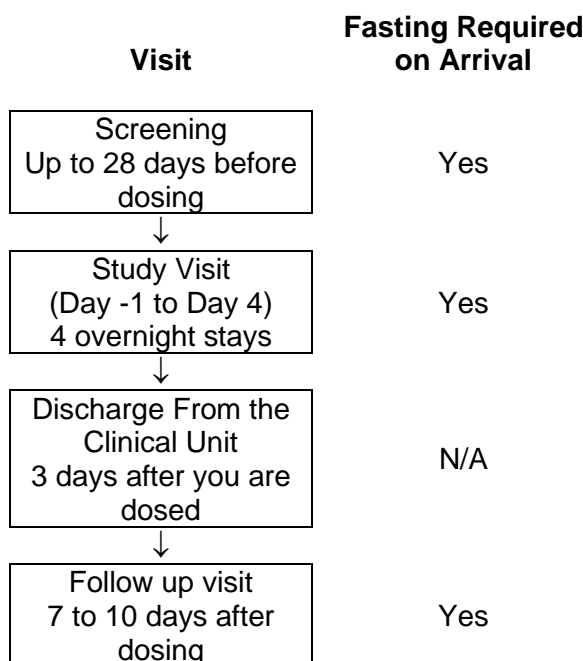 Visit
Fasting Required
on Arrival
Screening
Up to 28 days before
dosing
Yes
↓
Study Visit
(Day -1 to Day 4)
4 overnight stays
Yes
↓
Discharge From the
Clinical Unit
3 days after you are
dosed
N/A
↓
Follow up visit
7 to 10 days after
dosing
Yes